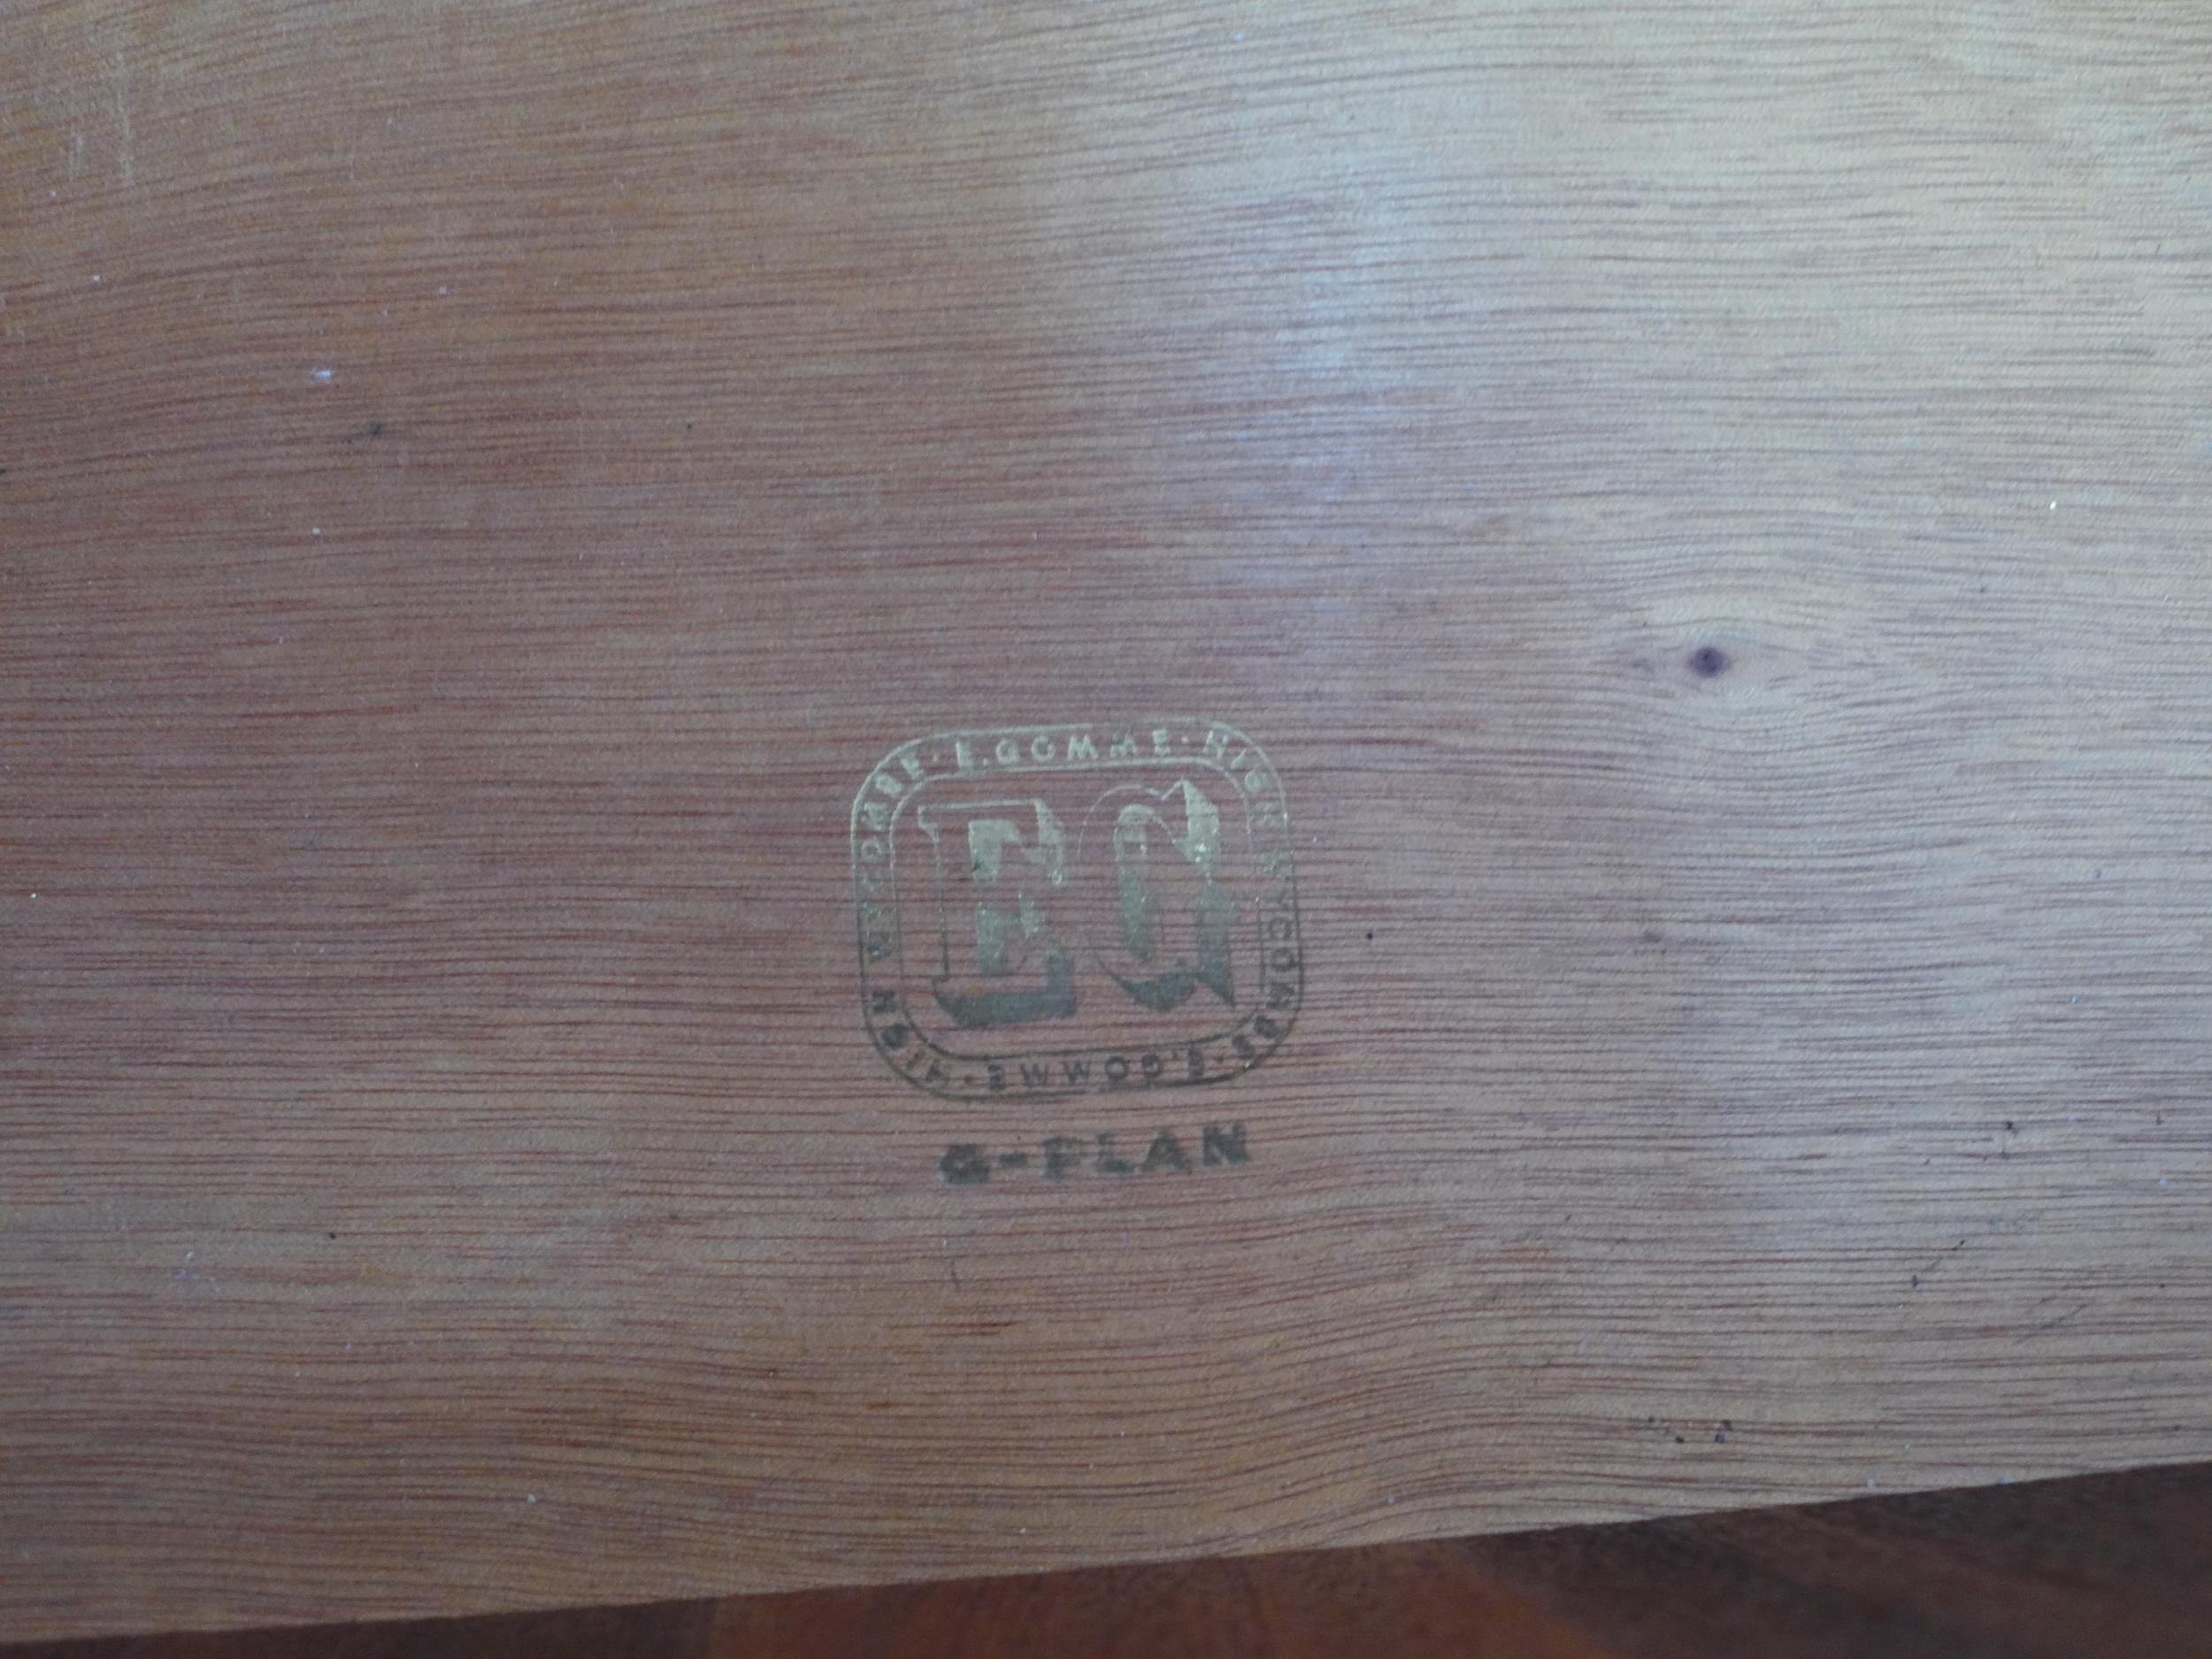 E.GOMME · HIGH WYCOMBE · E.GOMME · HIGH WYCOMBE ·
EG
G-PLAN